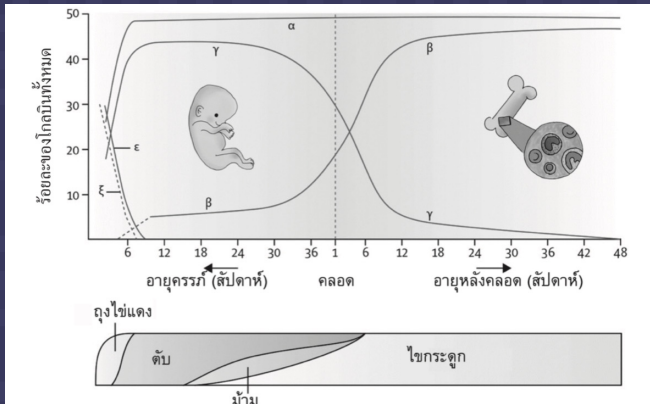 50
α
γ
β
40
30
ร้อยละของโกลบินทั้งหมด
ε
20
ξ
10
β
γ
6 12 18 24 30 36 1 6 12 18 24 30 36 42 48
อายุครรภ์ (สัปดาห์) คลอด อายุหลังคลอด (สัปดาห์)
ถุงไข่แดง
ตับ
ไขกระดูก
ม้าม